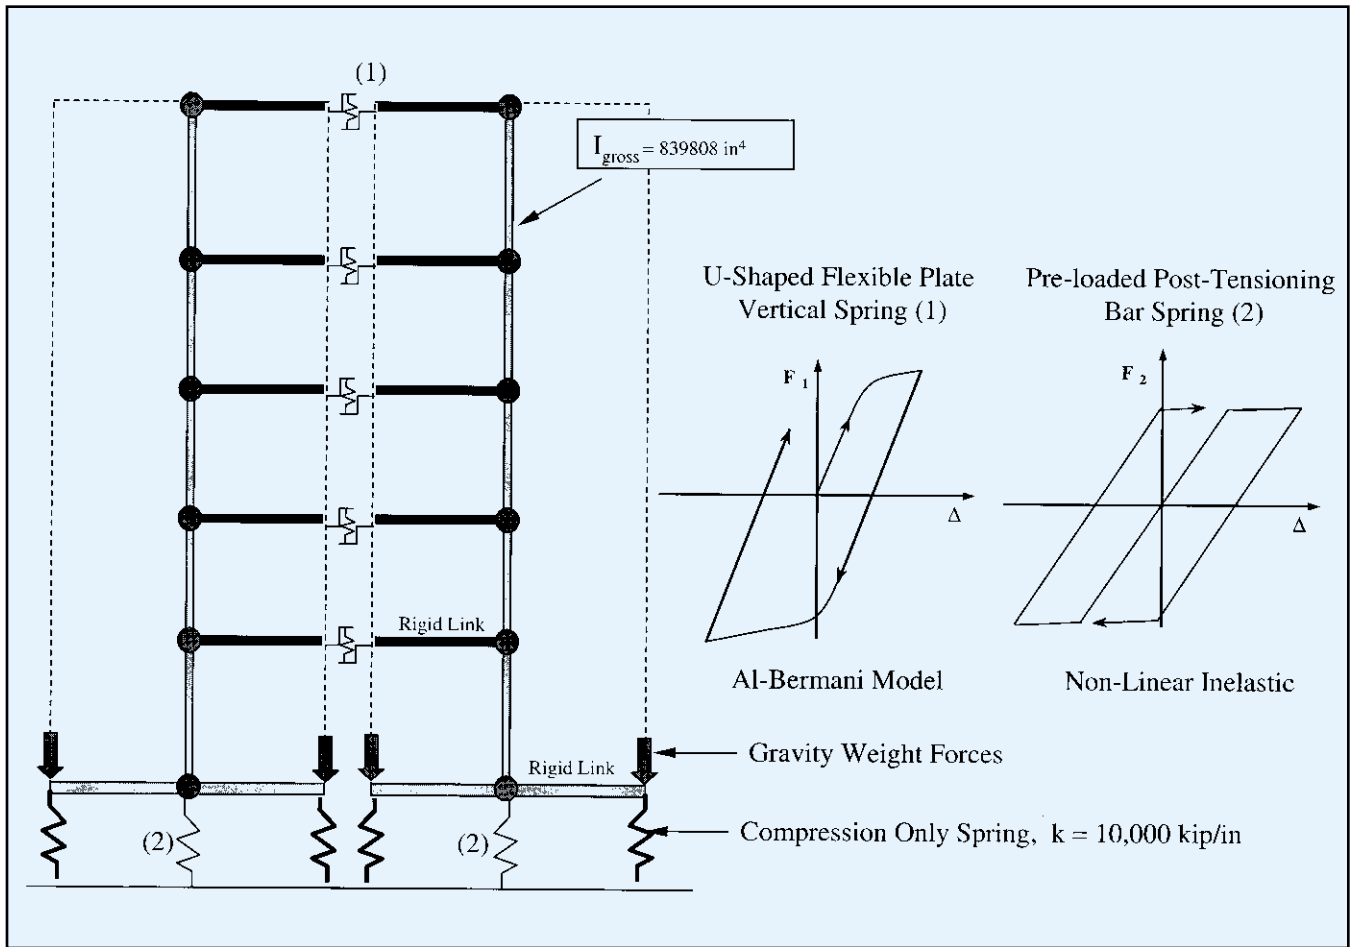 (1)
I gross = 839808 in⁴
U-Shaped Flexible Plate
Vertical Spring (1)
Pre-loaded Post-Tensioning
Bar Spring (2)
F 1
Δ
F 2
Δ
Rigid Link
Al-Bermani Model
Non-Linear Inelastic
Gravity Weight Forces
Rigid Link
(2)
(2)
Compression Only Spring, k = 10,000 kip/in